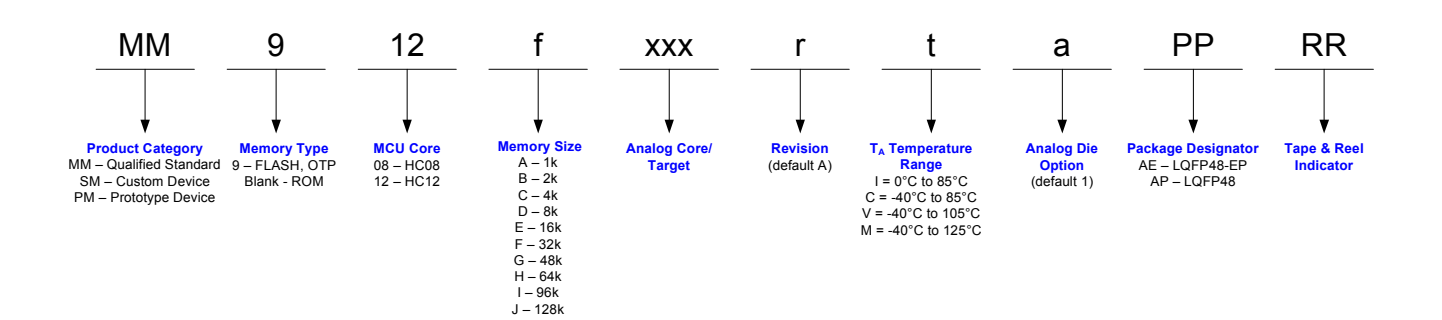 MM 9 12 f xxx r t a PP RR
Product Category
MM – Qualified Standard
SM – Custom Device
PM – Prototype Device
Memory Type
9 – FLASH, OTP
Blank - ROM
MCU Core
08 – HC08
12 – HC12
Memory Size
A – 1k
B – 2k
C – 4k
D – 8k
E – 16k
F – 32k
G – 48k
H – 64k
I – 96k
J – 128k
Analog Core/
Target
Revision
(default A)
TA Temperature
Range
I = 0°C to 85°C
C = -40°C to 85°C
V = -40°C to 105°C
M = -40°C to 125°C
Analog Die
Option
(default 1)
Package Designator
AE – LQFP48-EP
AP – LQFP48
Tape & Reel
Indicator